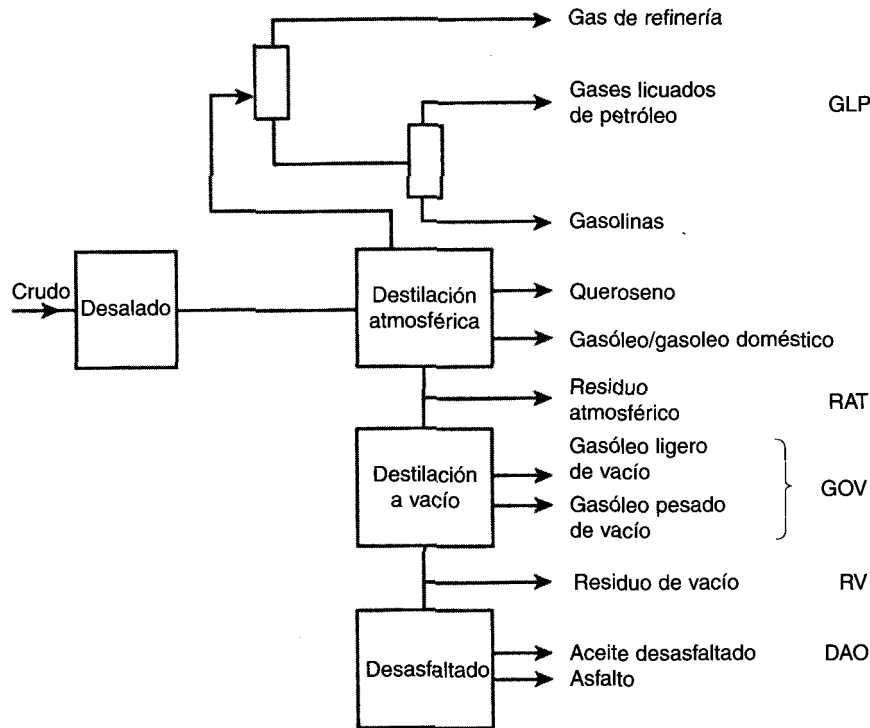 Gas de refinería
Gases licuados
de petróleo
GLP
Gasolinas
Crudo
Desalado
Destilación
atmosférica
Queroseno
Gasóleo/gasoleo doméstico
Residuo
atmosférico
RAT
Destilación
a vacío
Gasóleo ligero
de vacío
Gasóleo pesado
de vacío
GOV
Residuo de vacío
RV
Desasfaltado
Aceite desasfaltado
DAO
Asfalto